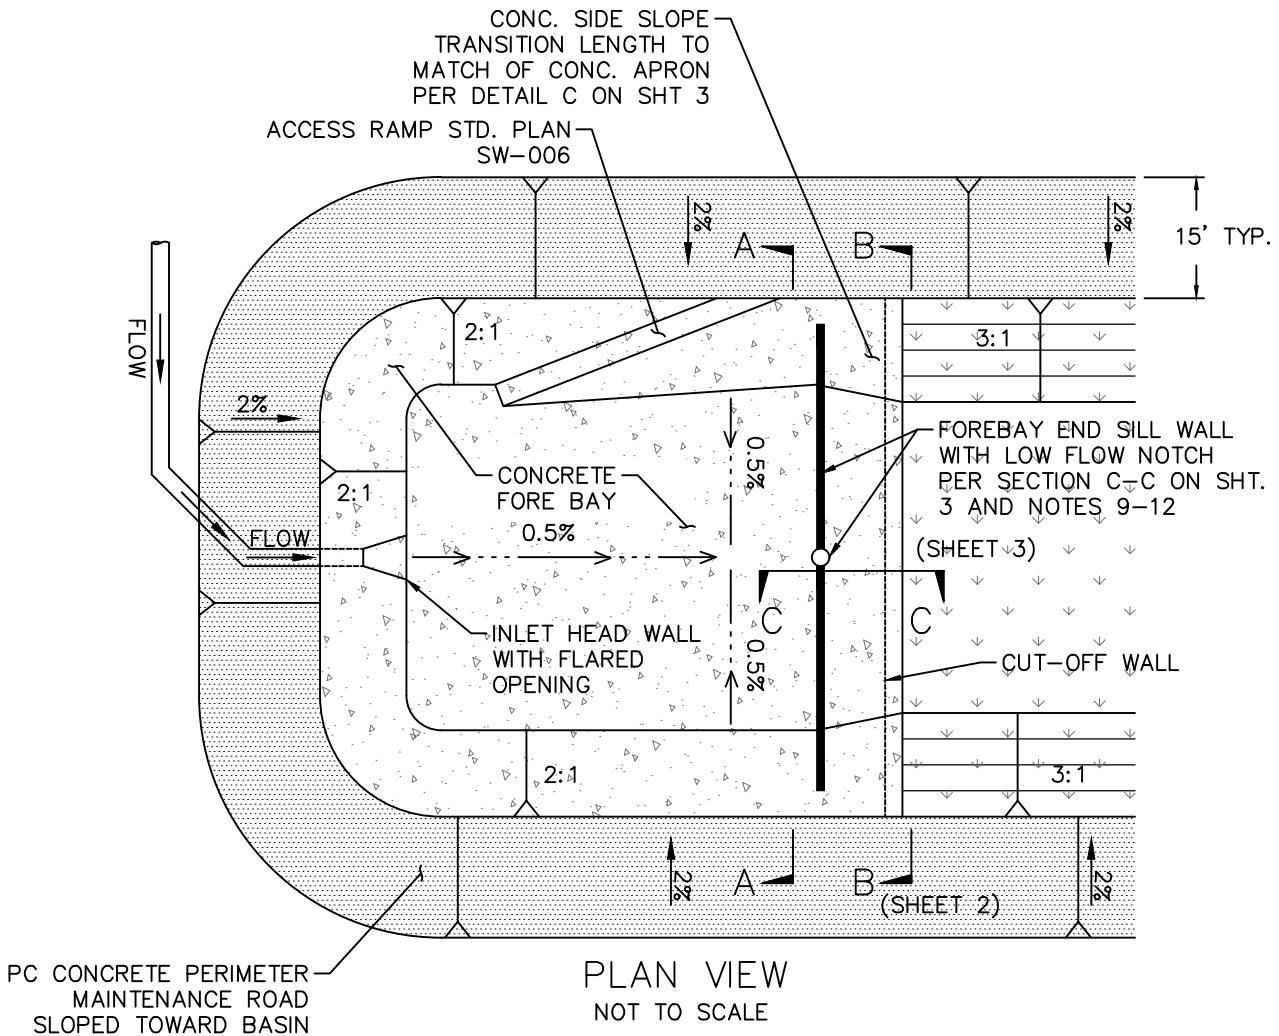 CONC. SIDE SLOPE
TRANSITION LENGTH TO
MATCH OF CONC. APRON
PER DETAIL C ON SHT 3
ACCESS RAMP STD. PLAN
SW-006
2%
2%
15' TYP.
A
B
FLOW
2:1
3:1
2%
FOREBAY END SILL WALL
WITH LOW FLOW NOTCH
PER SECTION C-C ON SHT.
3 AND NOTES 9-12
0.5%
CONCRETE
FORE BAY
2:1
0.5%
FLOW
(SHEET 3)
C
C
INLET HEAD WALL
WITH FLARED
OPENING
0.5%
CUT-OFF WALL
2:1
3:1
2%
A
B
2%
(SHEET 2)
PC CONCRETE PERIMETER
MAINTENANCE ROAD
SLOPED TOWARD BASIN
PLAN VIEW
NOT TO SCALE